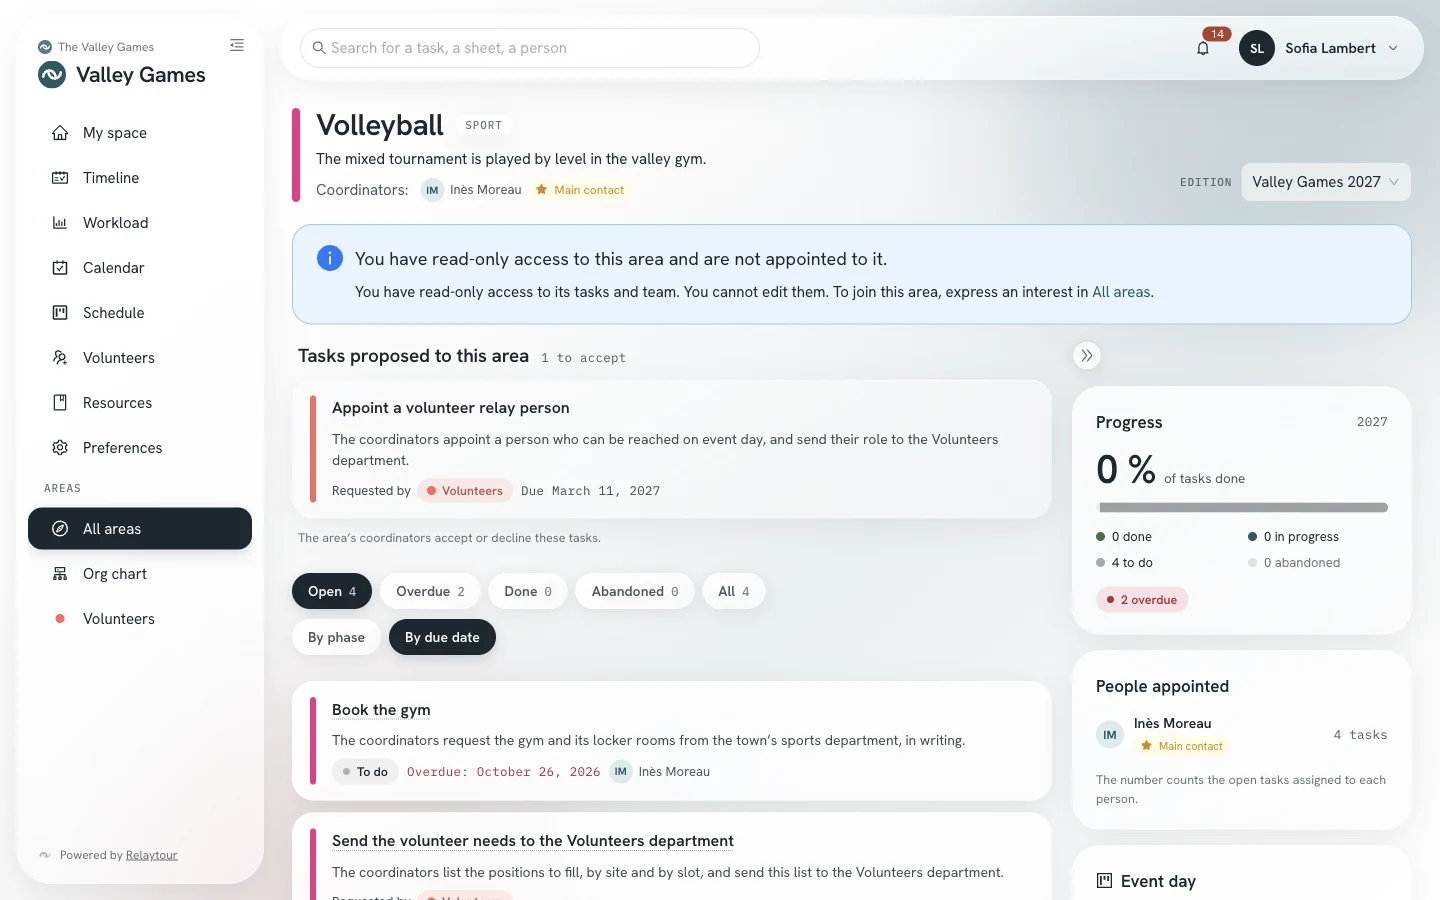 The Valley Games
Valley Games
My space
Timeline
Workload
Calendar
Schedule
Volunteers
Resources
Preferences
AREAS
All areas
Org chart
Volunteers
Powered by Relaytour
Search for a task, a sheet, a person
14
SL
Sofia Lambert
Volleyball
SPORT
The mixed tournament is played by level in the valley gym.
Coordinators: IM Inès Moreau Main contact
EDITION
Valley Games 2027
You have read-only access to this area and are not appointed to it.
You have read-only access to its tasks and team. You cannot edit them. To join this area, express an interest in All areas.
Tasks proposed to this area 1 to accept
Appoint a volunteer relay person
The coordinators appoint a person who can be reached on event day, and send their role to the Volunteers
department.
Requested by Volunteers Due March 11, 2027
The area's coordinators accept or decline these tasks.
Open 4
Overdue 2
Done 0
Abandoned 0
All 4
By phase
By due date
Book the gym
The coordinators request the gym and its locker rooms from the town's sports department, in writing.
To do Overdue: October 26, 2026 IM Inès Moreau
Send the volunteer needs to the Volunteers department
The coordinators list the positions to fill, by site and by slot, and send this list to the Volunteers department.
Requested by Volunteers
Progress 2027
0 % of tasks done
0 done
0 in progress
4 to do
0 abandoned
2 overdue
People appointed
IM
Inès Moreau
Main contact
4 tasks
The number counts the open tasks assigned to each
person.
Event day